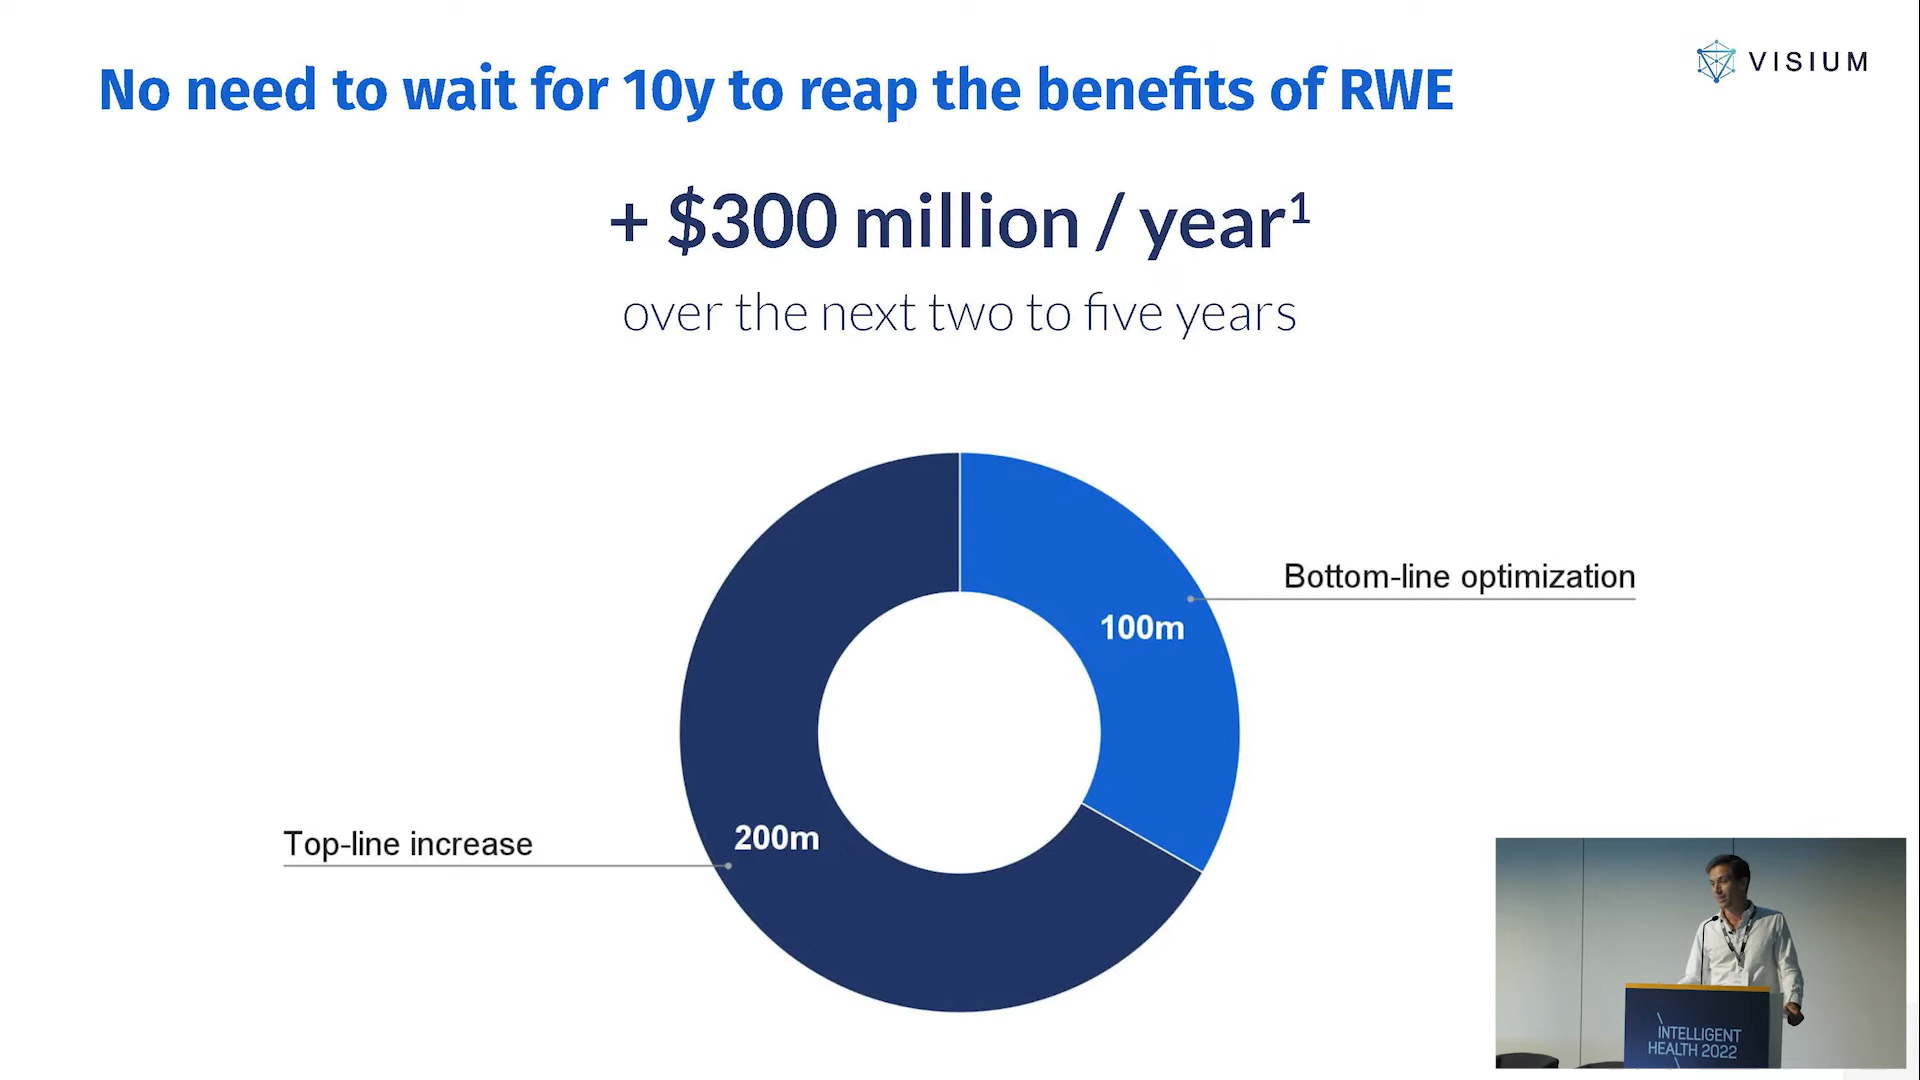 VISIUM
No need to wait for 10y to reap the benefits of RWE
+ $300 million / year¹
over the next two to five years
Bottom-line optimization
100m
200m
Top-line increase
INTELLIGENT
HEALTH 2022